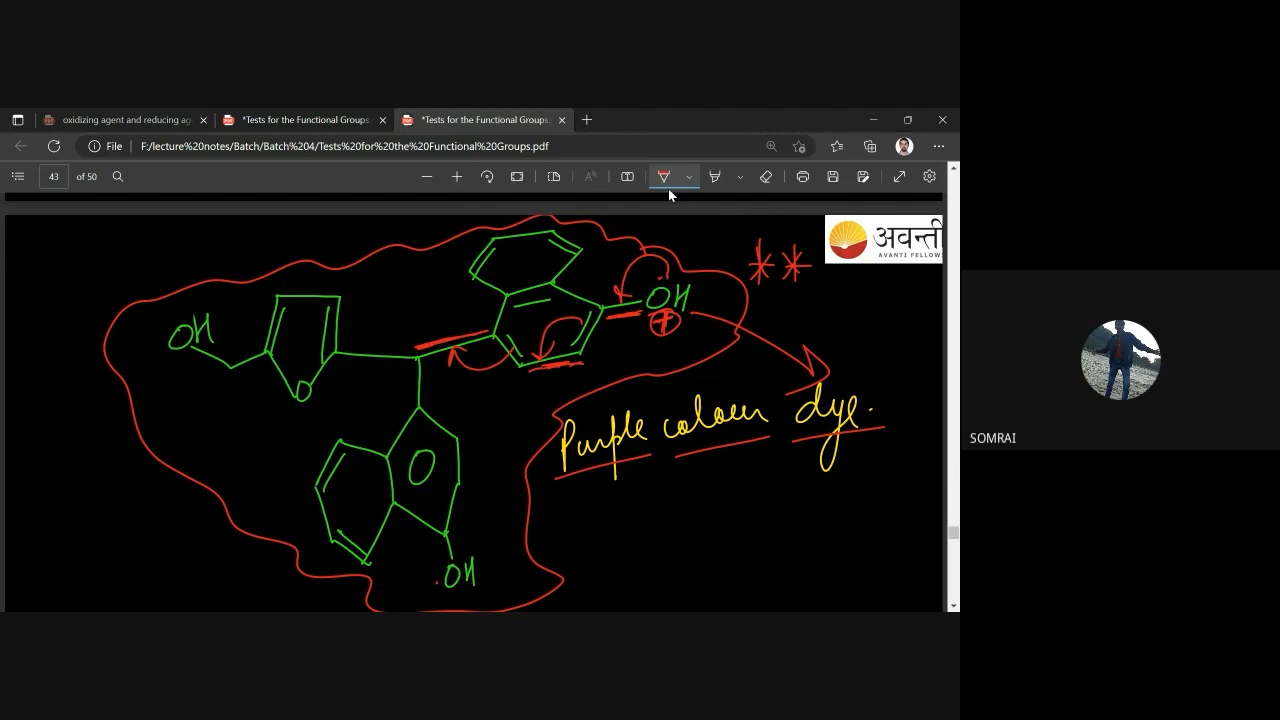 oxidizing agent and reducing ag
*Tests for the Functional Groups.
*Tests for the Functional Groups.
File
F:/lecture%20notes/Batch/Batch%204/Tests%20for%20the%20Functional%20Groups.pdf
43 of 50
अवन्ती
AVANTI FELLOWS
OH
OH
O
Purple colour dye.
OH
SOMRAI